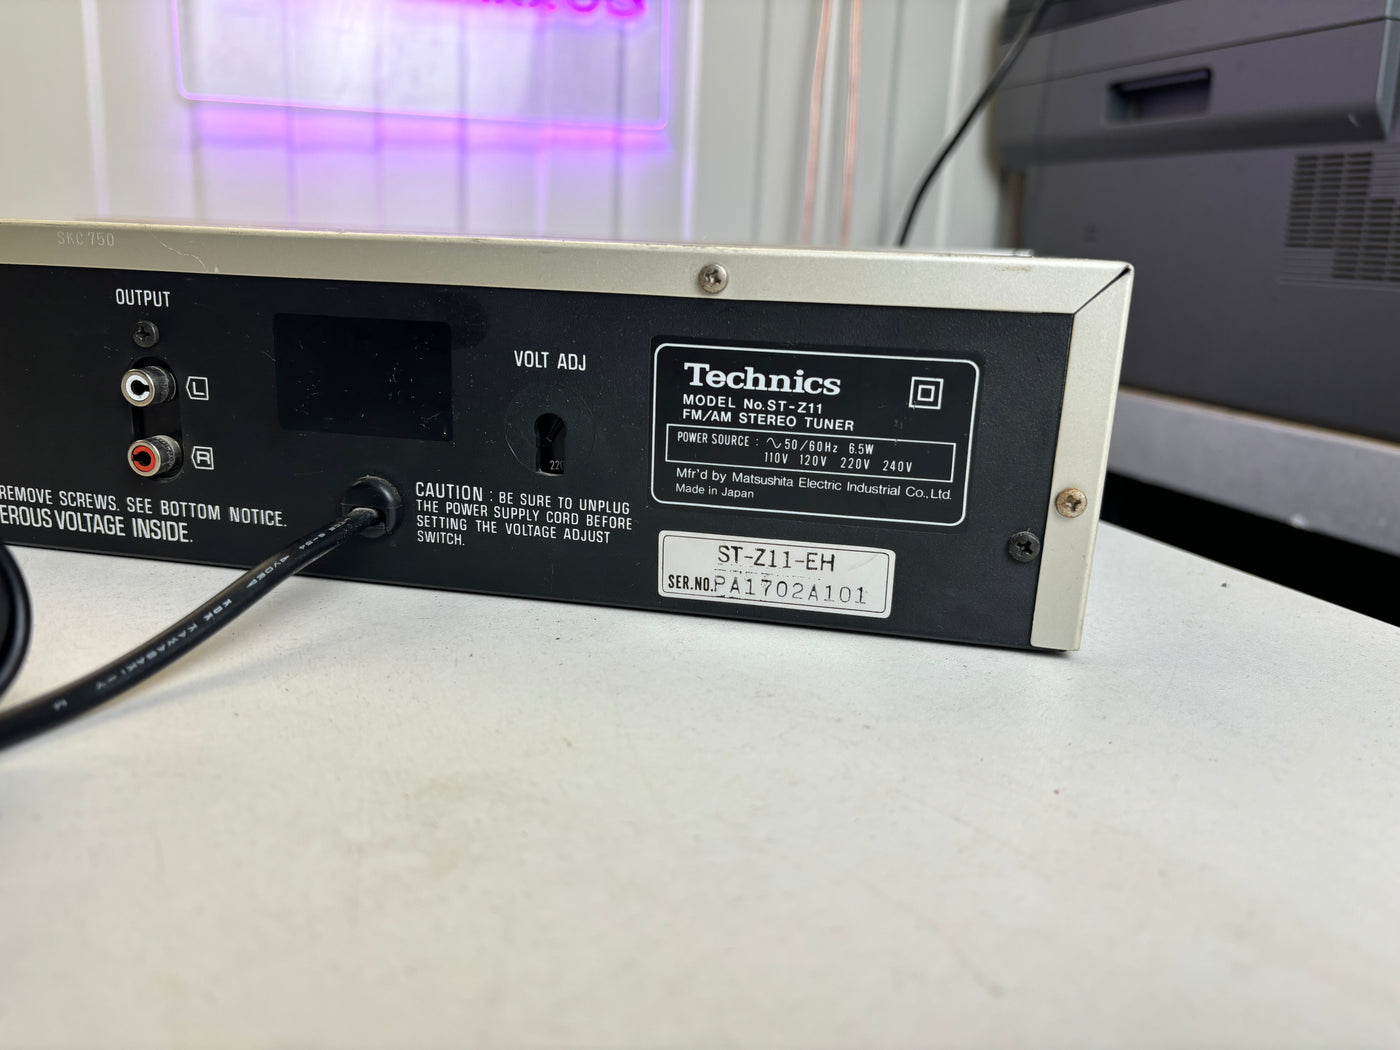 SKC 750
OUTPUT
L
R
REMOVE SCREWS. SEE BOTTOM NOTICE.
EROUS VOLTAGE INSIDE.
VOLT ADJ
220
CAUTION : BE SURE TO UNPLUG
THE POWER SUPPLY CORD BEFORE
SETTING THE VOLTAGE ADJUST
SWITCH.
Technics
MODEL No.ST-Z11
FM/AM STEREO TUNER
POWER SOURCE : ∿ 50/60Hz 6.5W
110V 120V 220V 240V
Mfr'd by Matsushita Electric Industrial Co., Ltd.
Made in Japan
ST-Z11-EH
SER.NO.PA1702A101
KDK KAWASAKI-Y